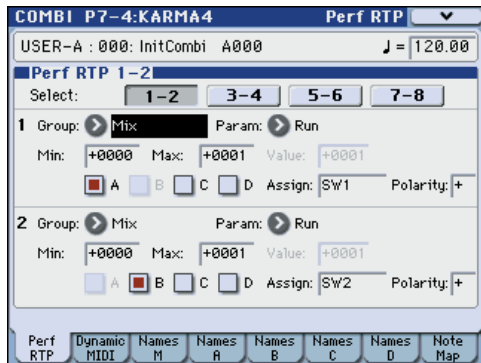 COMBI P7-4:KARMA4 Perf RTP
USER-A : 000: InitCombi A000 ♩= 120.00
Perf RTP 1-2
Select: 1-2 3-4 5-6 7-8
1 Group: Mix Param: Run
Min: +0000 Max: +0001 Value: +0001
A B C D Assign: SW1 Polarity: +
2 Group: Mix Param: Run
Min: +0000 Max: +0001 Value: +0001
A B C D Assign: SW2 Polarity: +
Perf RTP Dynamic MIDI Names M Names A Names B Names C Names D Note Map